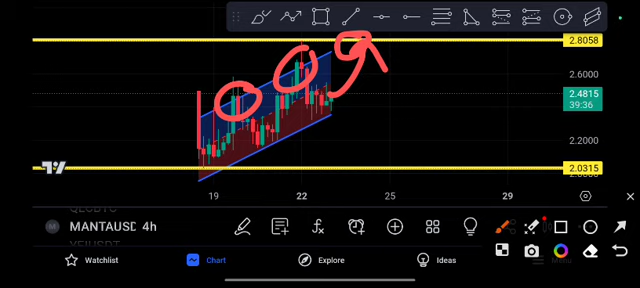 2.8058
2.6000
2.4815
39:36
2.2000
2.0315
19 22 25 29
MANTAUSD 4h
Watchlist
Chart
Explore
Ideas